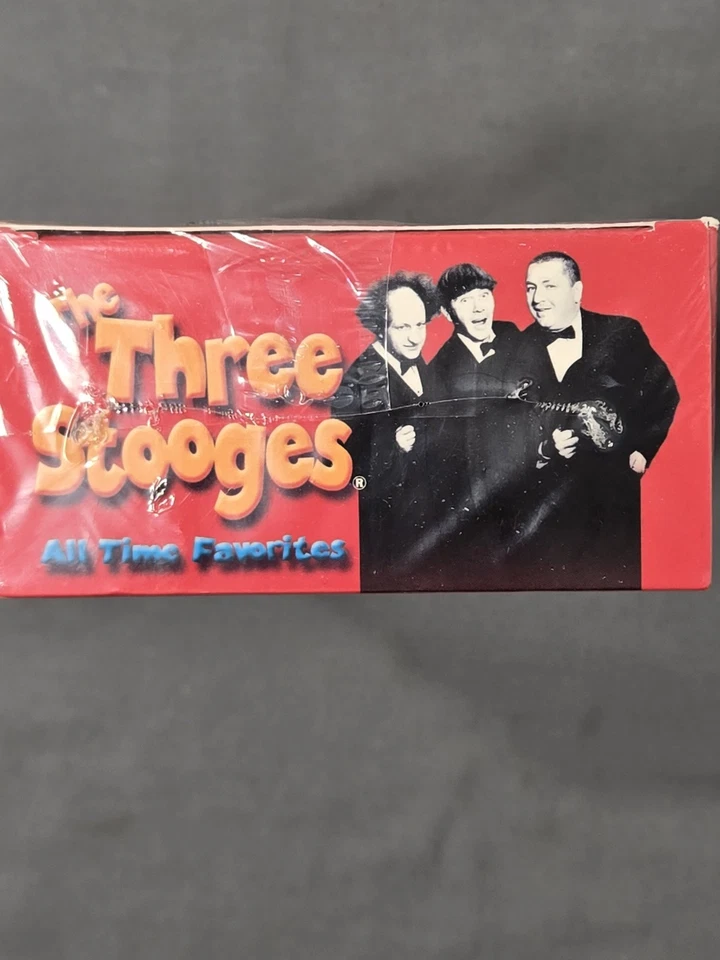 The
Three
Stooges®
All Time Favorites